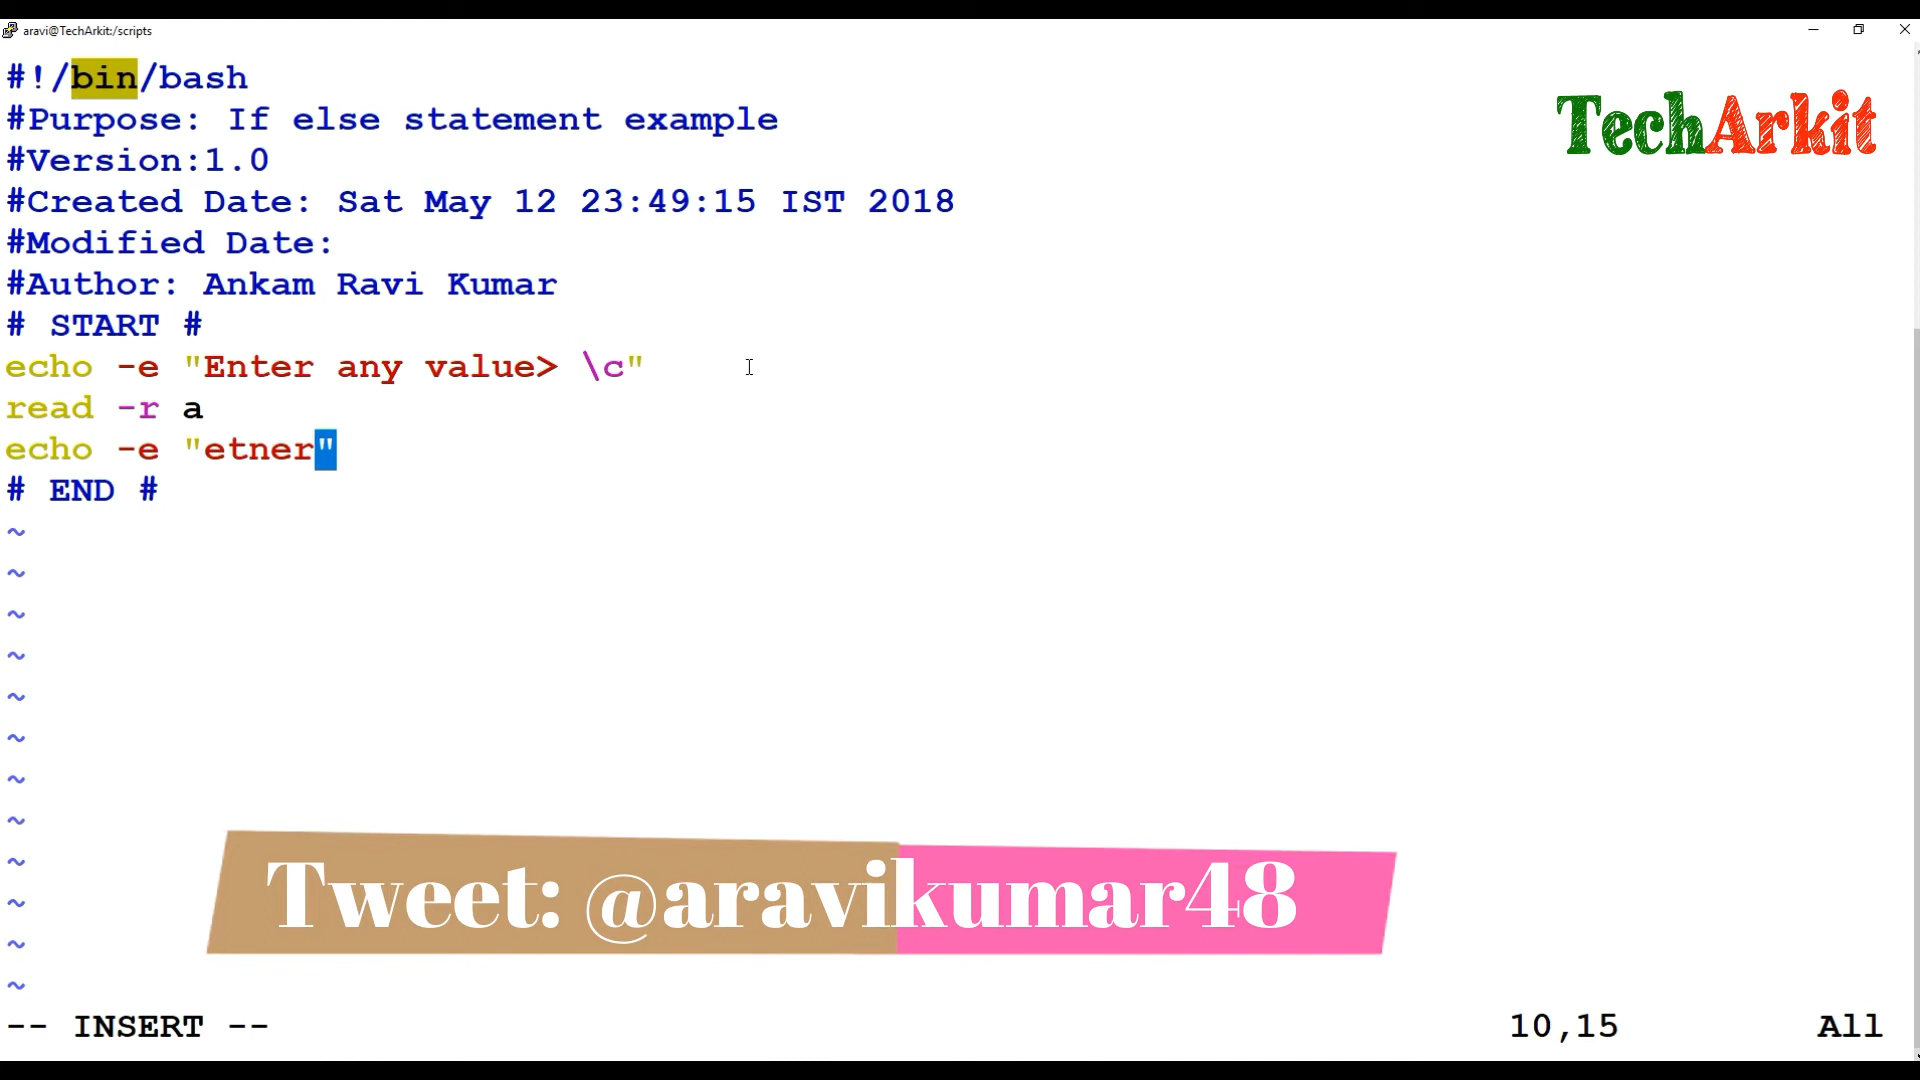 aravi@TechArkit:/scripts
#!/bin/bash
TechArkit
#Purpose: If else statement example
#Version:1.0
#Created Date: Sat May 12 23:49:15 IST 2018
#Modified Date:
#Author: Ankam Ravi Kumar
# START #
echo -e "Enter any value> \c"
read -r a
echo -e "etner"
# END #
~
~
~
~
~
~
~
~
~
~
~
~
Tweet: @aravikumar48
-- INSERT -- 10,15 All